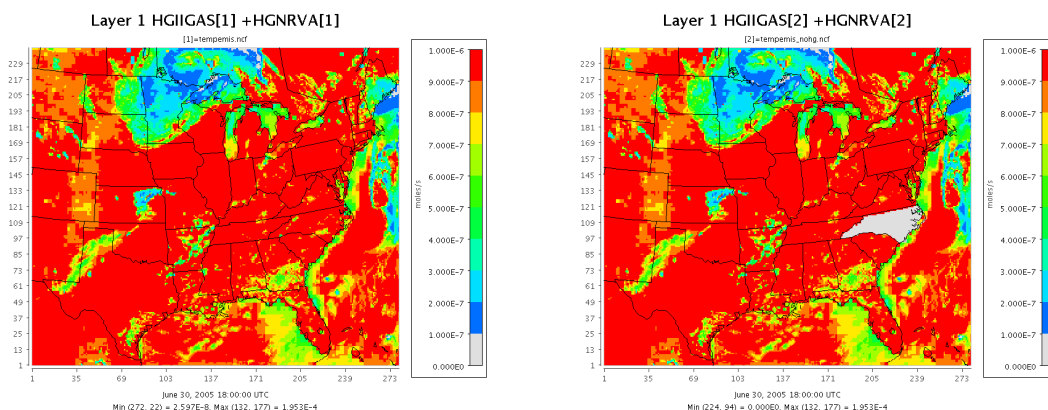 Layer 1 HGIIGAS[1] +HGNRVA[1]
[1]=tempemis.ncf
229
217
205
193
181
169
157
145
133
121
109
97
85
73
61
49
37
25
13
1
1 35 69 103 137 171 205 239 273
1.000E-6
9.000E-7
8.000E-7
7.000E-7
6.000E-7
5.000E-7
4.000E-7
3.000E-7
2.000E-7
1.000E-7
0.000E0
moles/s
June 30, 2005 18:00:00 UTC
Min (272, 22) = 2.597E-8, Max (132, 177) = 1.953E-4
Layer 1 HGIIGAS[2] +HGNRVA[2]
[2]=tempemis_nohg.ncf
229
217
205
193
181
169
157
145
133
121
109
97
85
73
61
49
37
25
13
1
1 35 69 103 137 171 205 239 273
1.000E-6
9.000E-7
8.000E-7
7.000E-7
6.000E-7
5.000E-7
4.000E-7
3.000E-7
2.000E-7
1.000E-7
0.000E0
moles/s
June 30, 2005 18:00:00 UTC
Min (224, 94) = 0.000E0, Max (132, 177) = 1.953E-4